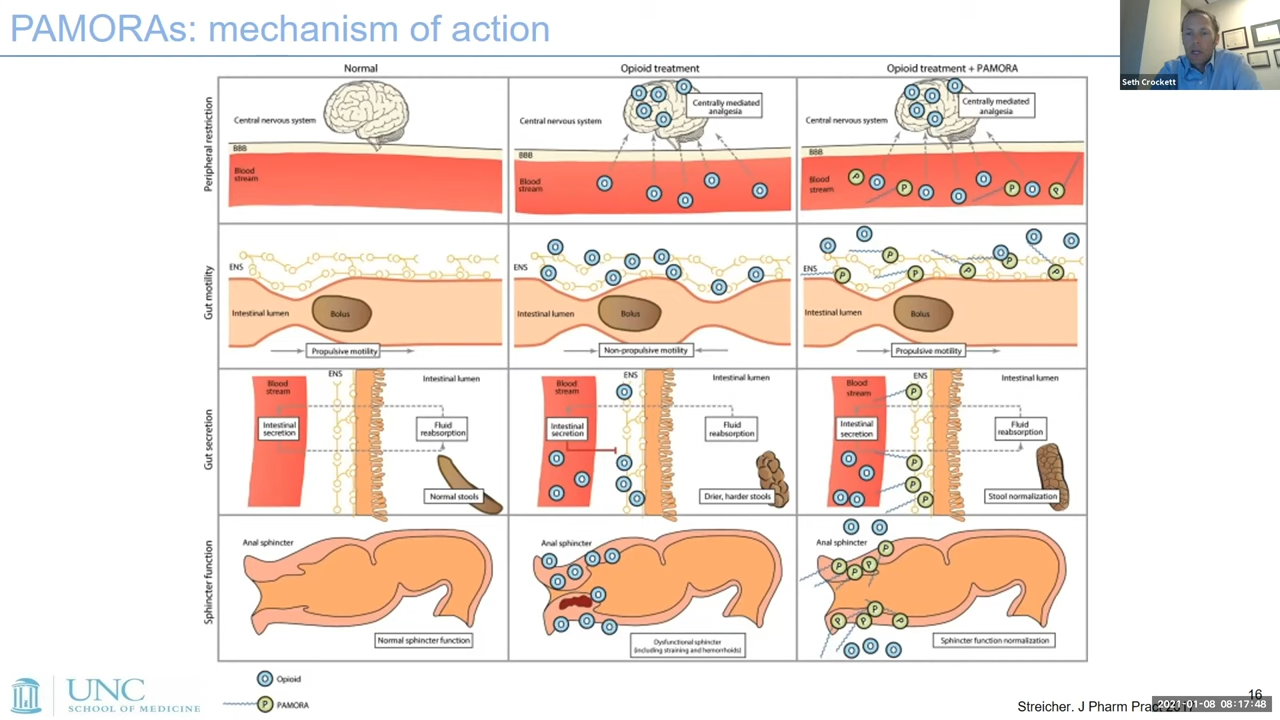 PAMORAs: mechanism of action
Seth Crockett
Normal
Opioid treatment
Opioid treatment + PAMORA
Peripheral restriction
Central nervous system
BBB
Blood
stream
Central nervous system
Centrally mediated
analgesia
BBB
Blood
stream
Central nervous system
Centrally mediated
analgesia
BBB
Blood
stream
O O O O O
O O O O O
O O O O O
P O P O O O P O P
Gut motility
ENS
Intestinal lumen
Bolus
Propulsive motility
ENS
Intestinal lumen
Bolus
Non-propulsive motility
ENS
Intestinal lumen
Bolus
Propulsive motility
O O O O O O O O O O
O O O O O
P P P P P P
Gut secretion
Blood
stream
ENS
Intestinal lumen
Intestinal
secretion
Fluid
reabsorption
Normal stools
Blood
stream
ENS
Intestinal lumen
Intestinal
secretion
Fluid
reabsorption
Drier, harder stools
Blood
stream
ENS
Intestinal lumen
Intestinal
secretion
Fluid
reabsorption
Stool normalization
O O O O O O O
O O O O
P P P P
Sphincter function
Anal sphincter
Normal sphincter function
Anal sphincter
Dysfunctional sphincter
(including straining and hemorrhoids)
Anal sphincter
Sphincter function normalization
O O O O O O O O O
O O O O O
P P P P P P P P
O Opioid
P PAMORA
UNC
SCHOOL OF MEDICINE
16
Streicher. J Pharm Pract
2021-01-08 08:17:48